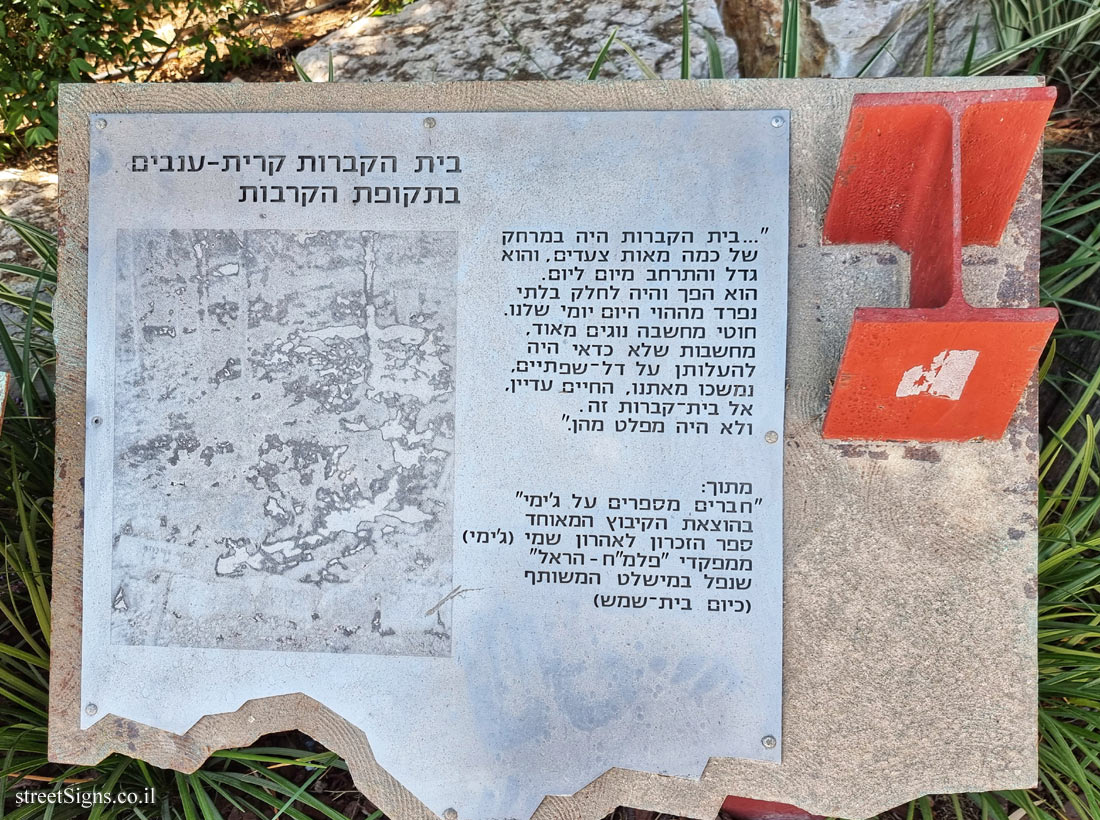 בית הקברות קרית-ענבים
בתקופת הקרבות
"...בית הקברות היה במרחק
של כמה מאות צעדים, והוא
גדל והתרחב מיום ליום.
הוא הפך והיה לחלק בלתי
נפרד מההוי היום יומי שלנו.
חוטי מחשבה נוגים מאוד,
מחשבות שלא כדאי היה
להעלותן על דל־שפתיים,
נמשכו מאתנו, החיים עדיין,
אל בית־קברות זה.
ולא היה מפלט מהן."
מתוך:
"חברים מספרים על ג'ימי"
בהוצאת הקיבוץ המאוחד
ספר הזכרון לאהרון שמי (ג'ימי)
ממפקדי "פלמ"ח - הראל"
שנפל במישלט המשותף
(כיום בית־שמש)
streetSigns.co.il